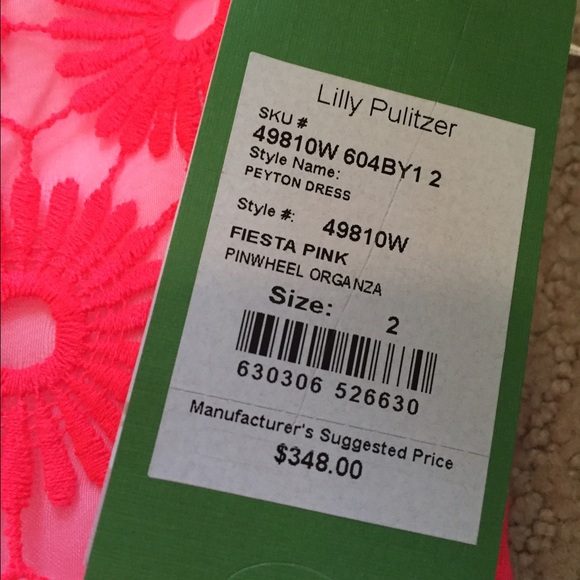 Lilly Pulitzer
SKU #
49810W 604BY1 2
Style Name:
PEYTON DRESS
Style #: 49810W
FIESTA PINK
PINWHEEL ORGANZA
Size: 2
630306 526630
Manufacturer's Suggested Price
$348.00